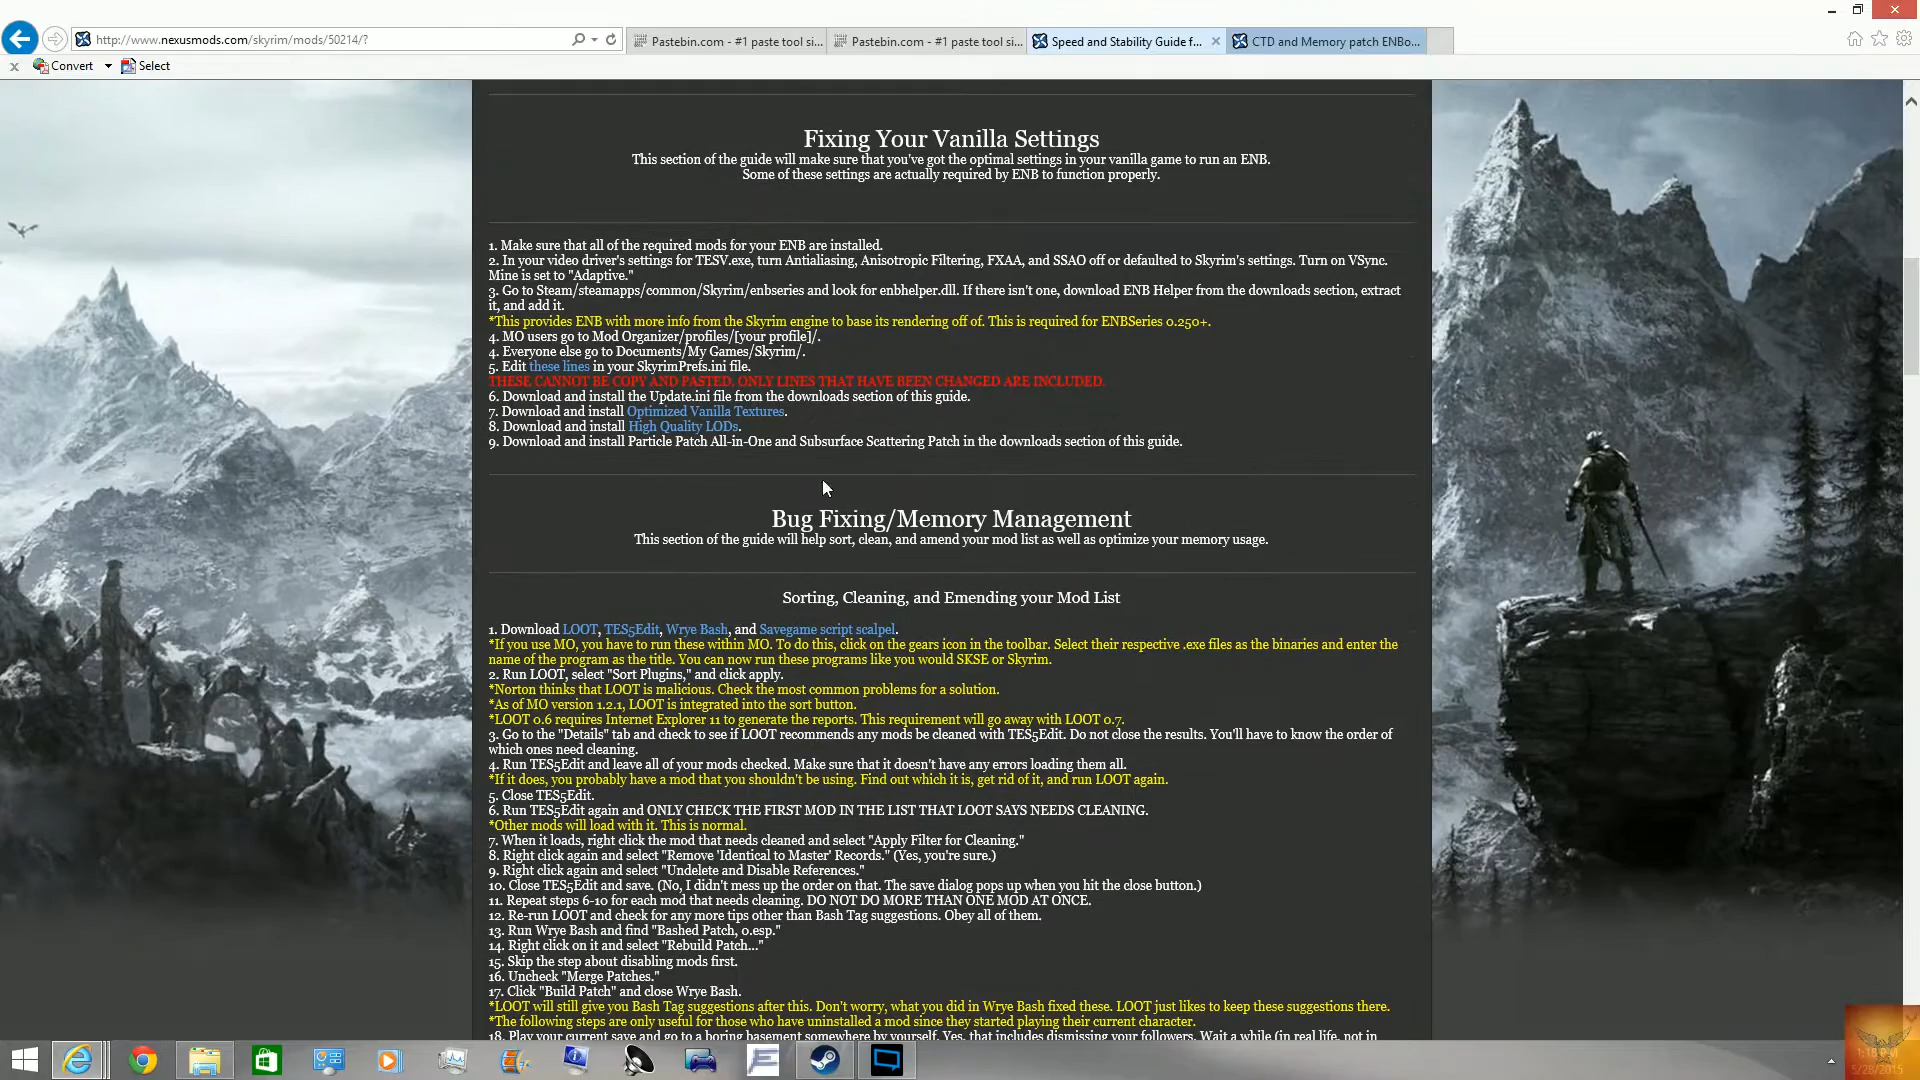 http://www.nexusmods.com/skyrim/mods/50214/?
Pastebin.com - #1 paste tool si...
Pastebin.com - #1 paste tool si...
Speed and Stability Guide f...
CTD and Memory patch ENBo...
x Convert Select
Fixing Your Vanilla Settings
This section of the guide will make sure that you've got the optimal settings in your vanilla game to run an ENB.
Some of these settings are actually required by ENB to function properly.
1. Make sure that all of the required mods for your ENB are installed.
2. In your video driver's settings for TESV.exe, turn Antialiasing, Anisotropic Filtering, FXAA, and SSAO off or defaulted to Skyrim's settings. Turn on VSync.
Mine is set to "Adaptive."
3. Go to Steam/steamapps/common/Skyrim/enbseries and look for enbhelper.dll. If there isn't one, download ENB Helper from the downloads section, extract
it, and add it.
*This provides ENB with more info from the Skyrim engine to base its rendering off of. This is required for ENBSeries 0.250+.
4. MO users go to Mod Organizer/profiles/[your profile]/.
4. Everyone else go to Documents/My Games/Skyrim/.
5. Edit these lines in your SkyrimPrefs.ini file.
THESE CANNOT BE COPY AND PASTED. ONLY LINES THAT HAVE BEEN CHANGED ARE INCLUDED.
6. Download and install the Update.ini file from the downloads section of this guide.
7. Download and install Optimized Vanilla Textures.
8. Download and install High Quality LODs.
9. Download and install Particle Patch All-in-One and Subsurface Scattering Patch in the downloads section of this guide.
Bug Fixing/Memory Management
This section of the guide will help sort, clean, and amend your mod list as well as optimize your memory usage.
Sorting, Cleaning, and Emending your Mod List
1. Download LOOT, TES5Edit, Wrye Bash, and Savegame script scalpel.
*If you use MO, you have to run these within MO. To do this, click on the gears icon in the toolbar. Select their respective .exe files as the binaries and enter the
name of the program as the title. You can now run these programs like you would SKSE or Skyrim.
2. Run LOOT, select "Sort Plugins," and click apply.
*Norton thinks that LOOT is malicious. Check the most common problems for a solution.
*As of MO version 1.2.1, LOOT is integrated into the sort button.
*LOOT 0.6 requires Internet Explorer 11 to generate the reports. This requirement will go away with LOOT 0.7.
3. Go to the "Details" tab and check to see if LOOT recommends any mods be cleaned with TES5Edit. Do not close the results. You'll have to know the order of
which ones need cleaning.
4. Run TES5Edit and leave all of your mods checked. Make sure that it doesn't have any errors loading them all.
*If it does, you probably have a mod that you shouldn't be using. Find out which it is, get rid of it, and run LOOT again.
5. Close TES5Edit.
6. Run TES5Edit again and ONLY CHECK THE FIRST MOD IN THE LIST THAT LOOT SAYS NEEDS CLEANING.
*Other mods will load with it. This is normal.
7. When it loads, right click the mod that needs cleaned and select "Apply Filter for Cleaning."
8. Right click again and select "Remove 'Identical to Master' Records." (Yes, you're sure.)
9. Right click again and select "Undelete and Disable References."
10. Close TES5Edit and save. (No, I didn't mess up the order on that. The save dialog pops up when you hit the close button.)
11. Repeat steps 6-10 for each mod that needs cleaning. DO NOT DO MORE THAN ONE MOD AT ONCE.
12. Re-run LOOT and check for any more tips other than Bash Tag suggestions. Obey all of them.
13. Run Wrye Bash and find "Bashed Patch, 0.esp."
14. Right click on it and select "Rebuild Patch..."
15. Skip the step about disabling mods first.
16. Uncheck "Merge Patches."
17. Click "Build Patch" and close Wrye Bash.
*LOOT will still give you Bash Tag suggestions after this. Don't worry, what you did in Wrye Bash fixed these. LOOT just likes to keep these suggestions there.
*The following steps are only useful for those who have uninstalled a mod since they started playing their current character.
18. Play your current save and go to a boring basement somewhere by yourself. Yes, that includes dismissing your followers. Wait a while (in real life, not in
5/28/2015